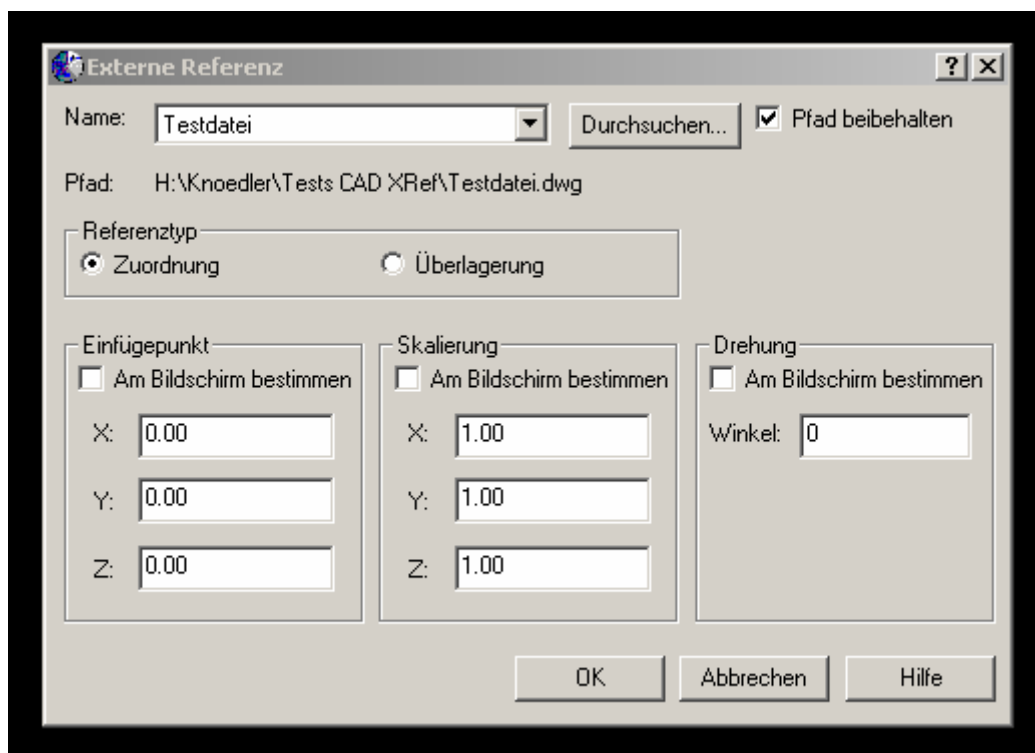 Externe Referenz
Name: Testdatei Durchsuchen... Pfad beibehalten
Pfad: H:\Knoedler\Tests CAD XRef\Testdatei.dwg
Referenztyp
Zuordnung Überlagerung
Einfügepunkt Skalierung Drehung
Am Bildschirm bestimmen Am Bildschirm bestimmen Am Bildschirm bestimmen
X: 0.00 X: 1.00 Winkel: 0
Y: 0.00 Y: 1.00
Z: 0.00 Z: 1.00
OK Abbrechen Hilfe